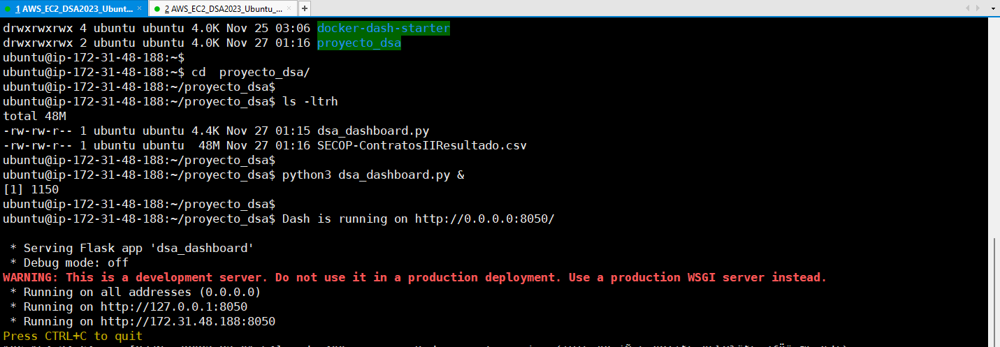 1 AWS_EC2_DSA2023_Ubunt... × 2 AWS_EC2_DSA2023_Ubuntu_... × +
drwxrwxrwx 4 ubuntu ubuntu 4.0K Nov 25 03:06 docker-dash-starter
drwxrwxrwx 2 ubuntu ubuntu 4.0K Nov 27 01:16 proyecto_dsa
ubuntu@ip-172-31-48-188:~$
ubuntu@ip-172-31-48-188:~$ cd  proyecto_dsa/
ubuntu@ip-172-31-48-188:~/proyecto_dsa$
ubuntu@ip-172-31-48-188:~/proyecto_dsa$ ls -ltrh
total 48M
-rw-rw-r-- 1 ubuntu ubuntu 4.4K Nov 27 01:15 dsa_dashboard.py
-rw-rw-r-- 1 ubuntu ubuntu  48M Nov 27 01:16 SECOP-ContratosIIResultado.csv
ubuntu@ip-172-31-48-188:~/proyecto_dsa$
ubuntu@ip-172-31-48-188:~/proyecto_dsa$ python3 dsa_dashboard.py &
[1] 1150
ubuntu@ip-172-31-48-188:~/proyecto_dsa$
ubuntu@ip-172-31-48-188:~/proyecto_dsa$ Dash is running on http://0.0.0.0:8050/
 * Serving Flask app 'dsa_dashboard'
 * Debug mode: off
WARNING: This is a development server. Do not use it in a production deployment. Use a production WSGI server instead.
 * Running on all addresses (0.0.0.0)
 * Running on http://127.0.0.1:8050
 * Running on http://172.31.48.188:8050
Press CTRL+C to quit